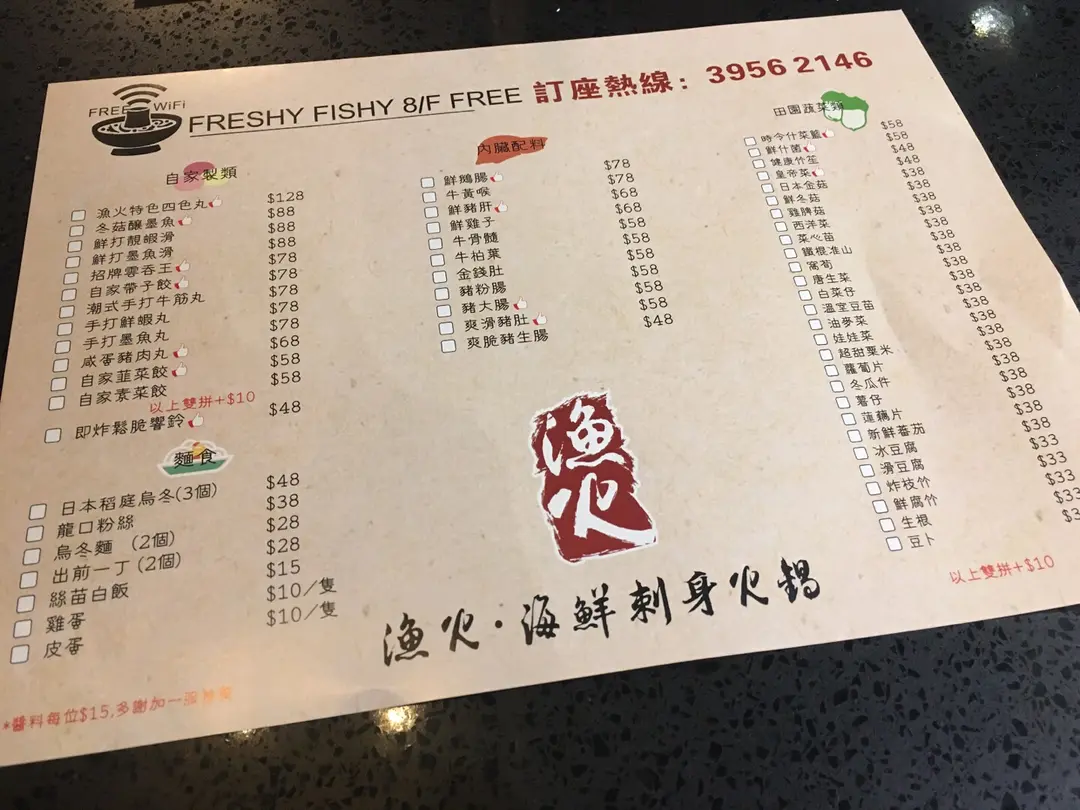 FREE WiFi
FRESHY FISHY 8/F FREE 訂座熱線：3956 2146
自家製類
漁火特色四色丸 $128
冬菇釀墨魚 $88
鮮打靚蝦滑 $88
鮮打墨魚滑 $88
招牌雲吞王 $78
自家帶子餃 $78
潮式手打牛筋丸 $78
手打鮮蝦丸 $78
手打墨魚丸 $78
咸蛋豬肉丸 $68
自家韮菜餃 $58
自家素菜餃 $58
以上雙拼+$10
即炸鬆脆響鈴 $48
麵食
日本稻庭烏冬(3個) $48
龍口粉絲 $38
烏冬麵 (2個) $28
出前一丁 (2個) $28
絲苗白飯 $15
雞蛋 $10/隻
皮蛋 $10/隻
*醬料每位$15,多謝加一
內臟配料
鮮鵝腸 $78
牛黃喉 $78
鮮豬肝 $68
鮮雞子 $68
牛骨髓 $58
牛柏葉 $58
金錢肚 $58
豬粉腸 $58
豬大腸 $58
爽滑豬肚 $58
爽脆豬生腸 $48
漁火
漁火·海鮮刺身火鍋
田園蔬菜類
時令什菜籃 $58
鮮什菌 $58
健康什笙 $48
皇帝菜 $48
日本金菇 $38
鮮冬菇 $38
雞脾菇 $38
西洋菜 $38
菜心苗 $38
鐵棍准山 $38
萵筍 $38
唐生菜 $38
白菜仔 $38
溫室豆苗 $38
油麥菜 $38
娃娃菜 $38
超甜粟米 $38
蘿蔔片 $38
冬瓜件 $38
薯仔 $38
蓮藕片 $38
新鮮蕃茄 $38
冰豆腐 $38
滑豆腐 $33
炸枝竹 $33
鮮腐竹 $33
生根 $33
豆卜
以上雙拼+$10